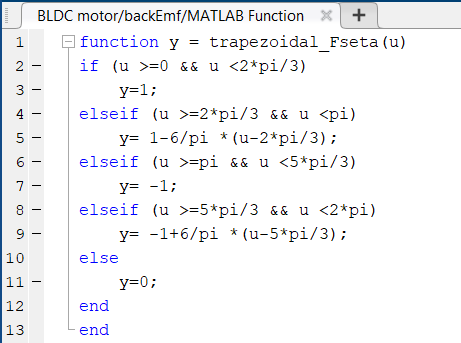 BLDC motor/backEmf/MATLAB Function × +
1 function y = trapezoidal_Fseta(u)
2 – if (u >=0 && u <2*pi/3)
3 – y=1;
4 – elseif (u >=2*pi/3 && u <pi)
5 – y= 1-6/pi *(u-2*pi/3);
6 – elseif (u >=pi && u <5*pi/3)
7 – y= -1;
8 – elseif (u >=5*pi/3 && u <2*pi)
9 – y= -1+6/pi *(u-5*pi/3);
10 else
11 – y=0;
12 end
13 end